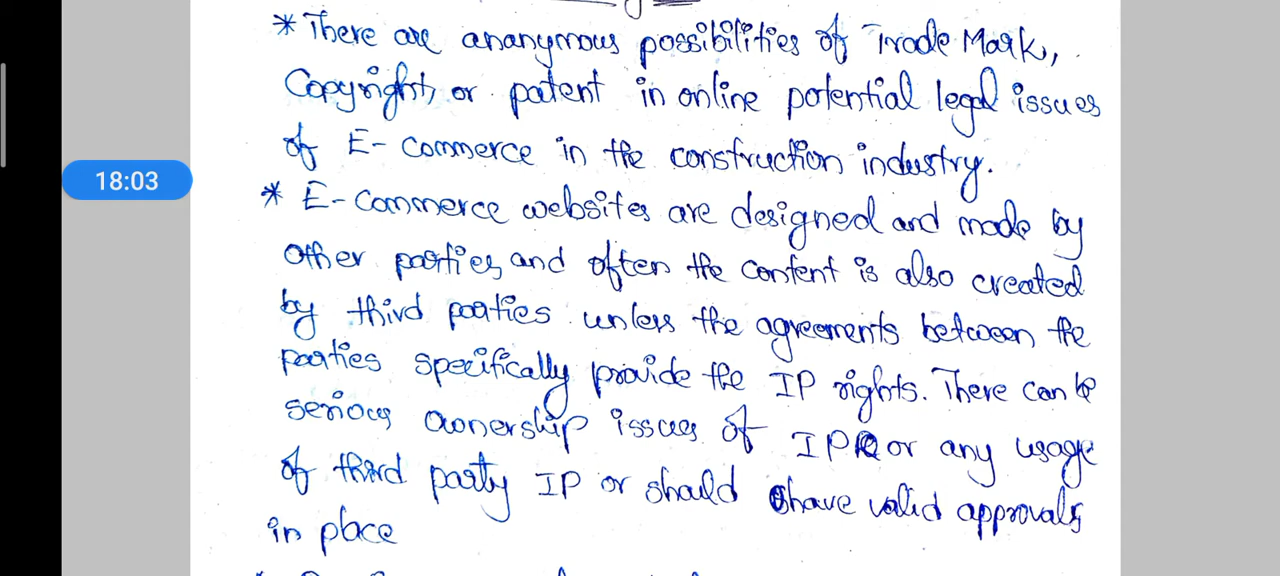 * There are ananymous possibilities of Trade Mark,
Copyright, or patent in online potential legal issues
of E-commerce in the construction industry.
18:03
* E-Commerce websites are designed and made by
other parties, and often the content is also created
by third parties unless the agreements between the
parties specifically provide the IP rights. There can be
serious ownership issues of IPR or any usage
of third party IP or should have valid approvals
in place